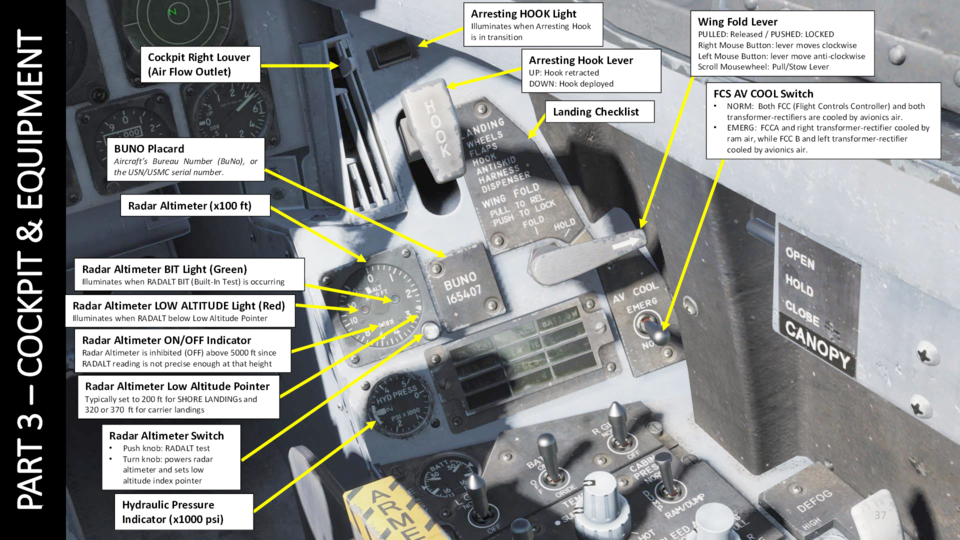 PART 3 – COCKPIT & EQUIPMENT
Arresting HOOK Light
Illuminates when Arresting Hook
is in transition
Wing Fold Lever
PULLED: Released / PUSHED: LOCKED
Right Mouse Button: lever moves clockwise
Left Mouse Button: lever move anti-clockwise
Scroll Mousewheel: Pull/Stow Lever
Cockpit Right Louver
(Air Flow Outlet)
Arresting Hook Lever
UP: Hook retracted
DOWN: Hook deployed
FCS AV COOL Switch
• NORM: Both FCC (Flight Controls Controller) and both
transformer-rectifiers are cooled by avionics air.
• EMERG: FCCA and right transformer-rectifier cooled by
ram air, while FCC B and left transformer-rectifier
cooled by avionics air.
Landing Checklist
BUNO Placard
Aircraft's Bureau Number (BuNo), or
the USN/USMC serial number.
Radar Altimeter (x100 ft)
Radar Altimeter BIT Light (Green)
Illuminates when RADALT BIT (Built-In Test) is occurring
Radar Altimeter LOW ALTITUDE Light (Red)
Illuminates when RADALT below Low Altitude Pointer
Radar Altimeter ON/OFF Indicator
Radar Altimeter is inhibited (OFF) above 5000 ft since
RADALT reading is not precise enough at that height
Radar Altimeter Low Altitude Pointer
Typically set to 200 ft for SHORE LANDINGs and
320 or 370 ft for carrier landings
Radar Altimeter Switch
• Push knob: RADALT test
• Turn knob: powers radar
altimeter and sets low
altitude index pointer
Hydraulic Pressure
Indicator (x1000 psi)
HOOK
LANDING
WHEELS
FLAPS
HOOK
ANTISKID
HARNESS
DISPENSER
WING FOLD
PULL TO REL
PUSH TO LOCK
FOLD
HOLD
BUNO
165407
AV COOL
EMERG
HYD PRESS
PSI X 1000
OPEN
HOLD
CLOSE
CANOPY
BATT
OFF
CABIN
PRESS
RAM/DUMP
ARME
DEFOG
HIGH
37